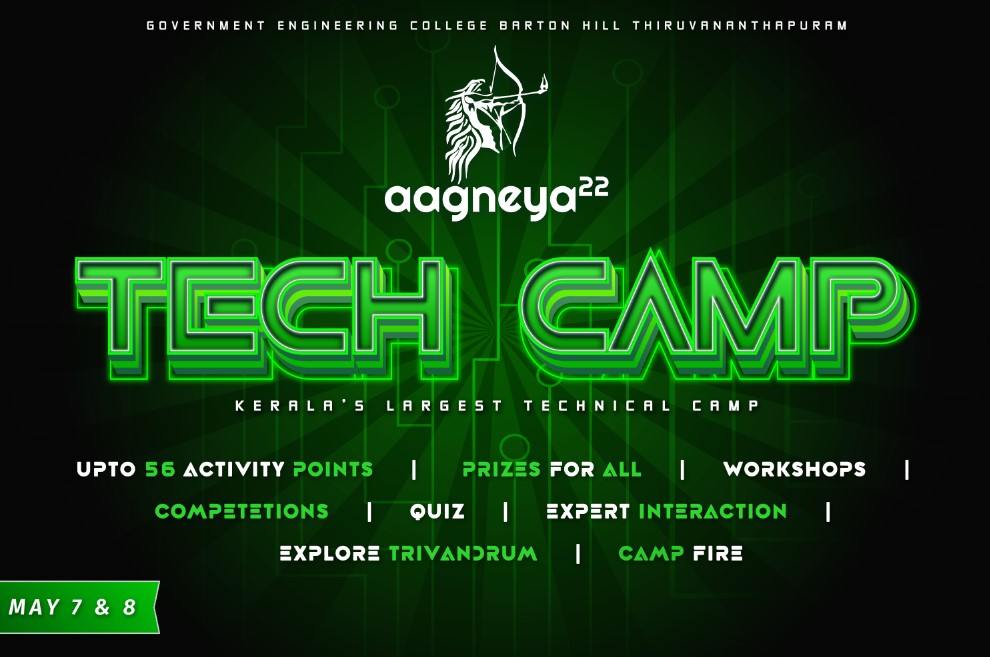 GOVERNMENT ENGINEERING COLLEGE BARTON HILL THIRUVANANTHAPURAM
aagneya22
TECH CAMP
KERALA'S LARGEST TECHNICAL CAMP
UPTO 56 ACTIVITY POINTS | PRIZES FOR ALL | WORKSHOPS |
COMPETETIONS | QUIZ | EXPERT INTERACTION |
EXPLORE TRIVANDRUM | CAMP FIRE
MAY 7 & 8